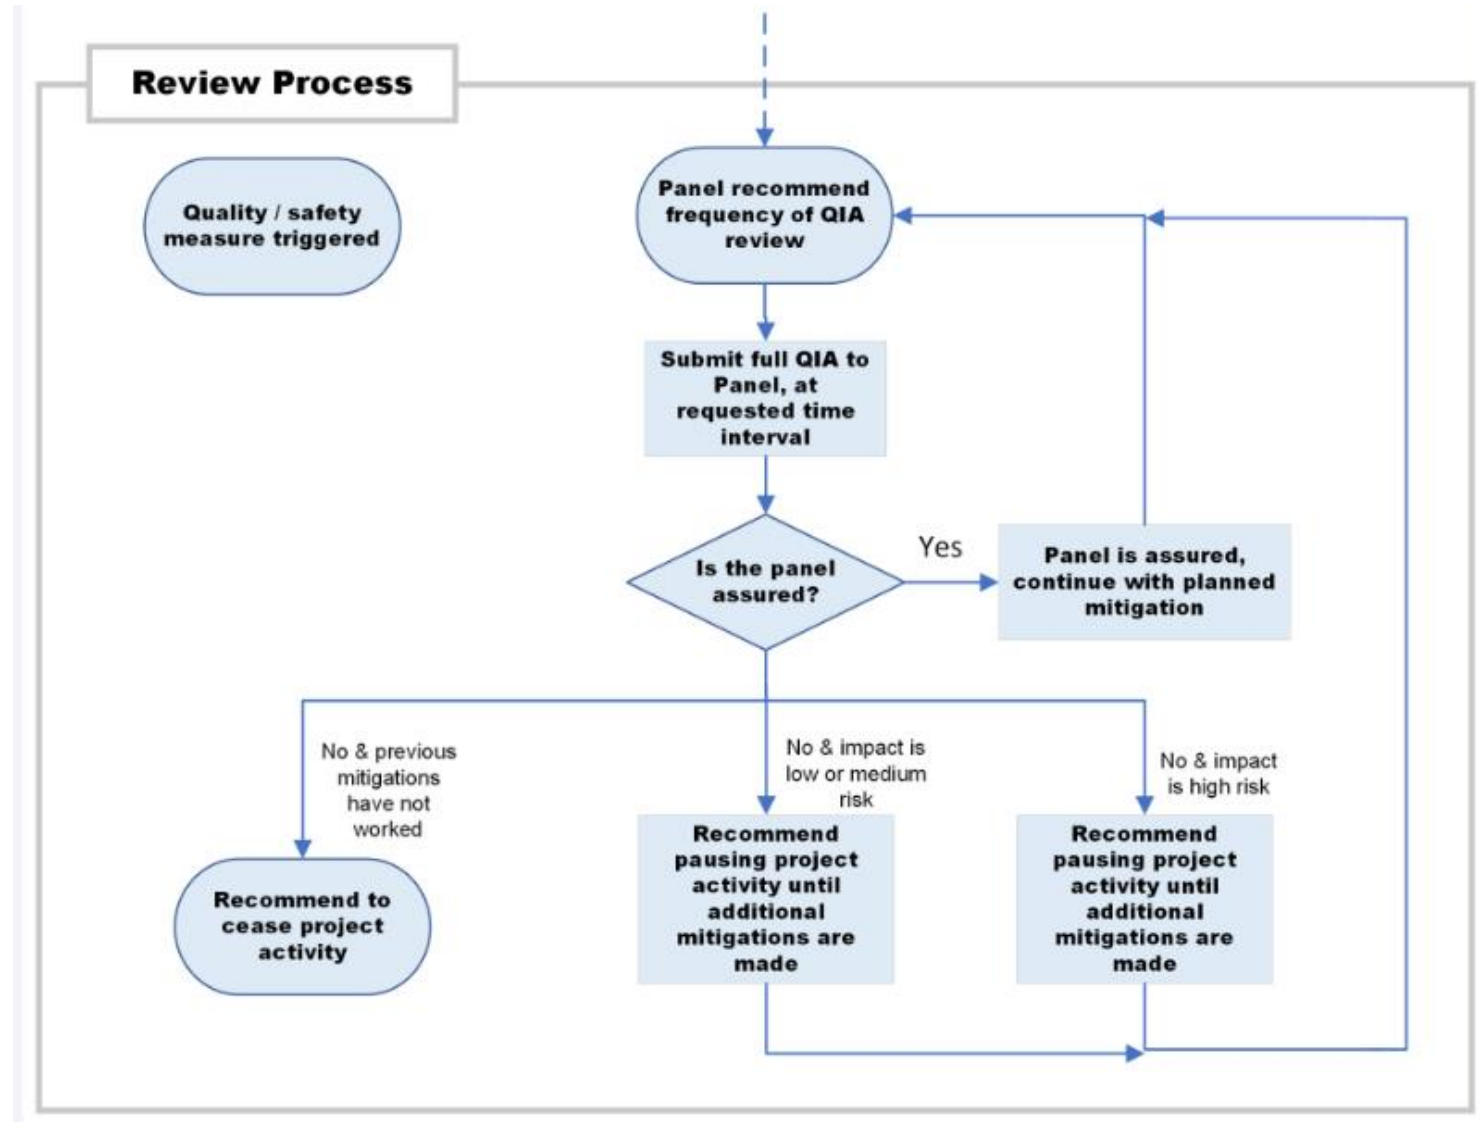 Review Process
Quality / safety
measure triggered
Panel recommend
frequency of QIA
review
Submit full QIA to
Panel, at
requested time
interval
Is the panel
assured?
Yes
Panel is assured,
continue with planned
mitigation
No & previous
mitigations
have not
worked
No & impact is
low or medium
risk
No & impact
is high risk
Recommend to
cease project
activity
Recommend
pausing project
activity until
additional
mitigations are
made
Recommend
pausing project
activity until
additional
mitigations are
made